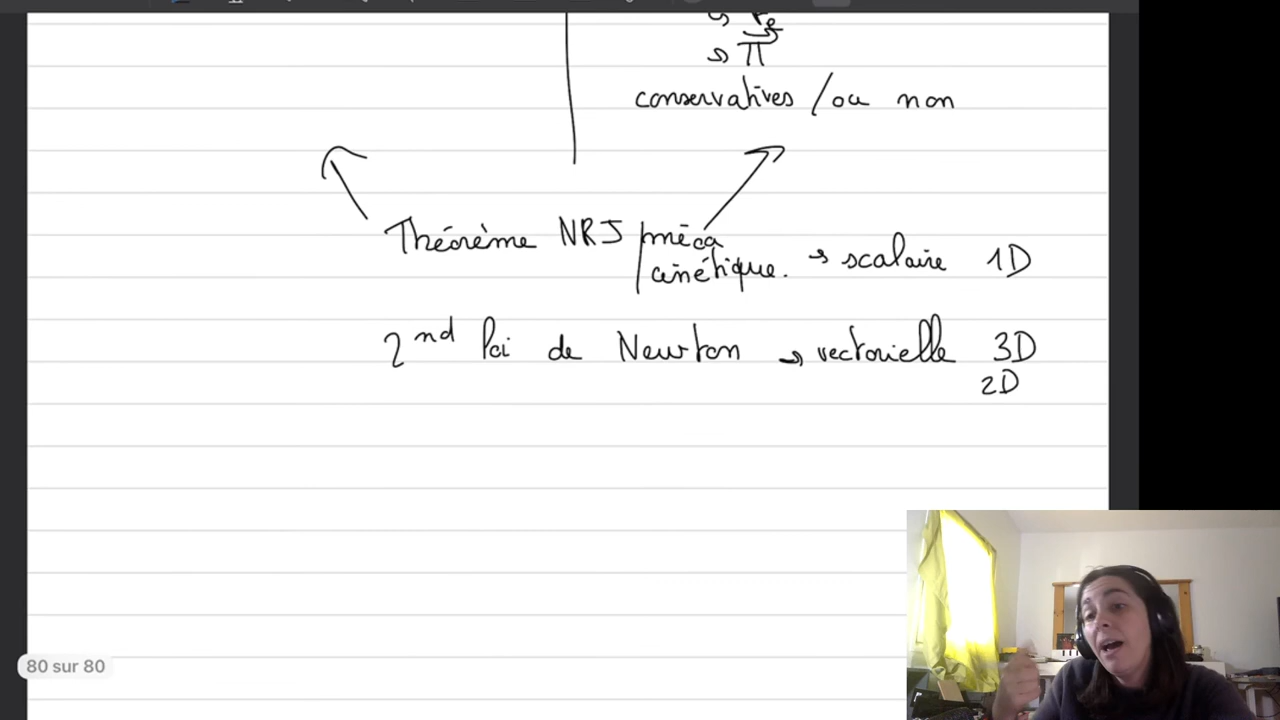 π
conservatives /ou non
Théorème NRJ méca
cinétique. → scalaire 1D
2nd loi de Newton → vectorielle 3D
2D
80 sur 80